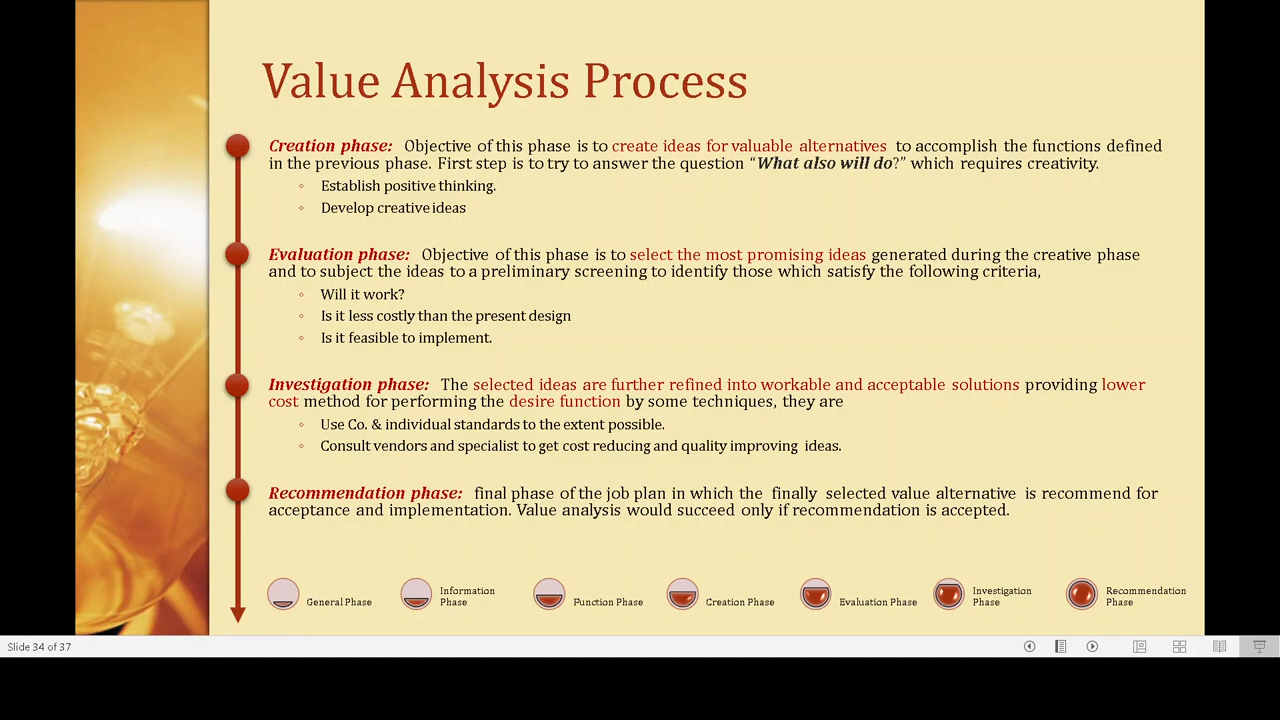 Value Analysis Process
Creation phase: Objective of this phase is to create ideas for valuable alternatives to accomplish the functions defined
in the previous phase. First step is to try to answer the question “What also will do?” which requires creativity.
Establish positive thinking.
Develop creative ideas
Evaluation phase: Objective of this phase is to select the most promising ideas generated during the creative phase
and to subject the ideas to a preliminary screening to identify those which satisfy the following criteria,
Will it work?
Is it less costly than the present design
Is it feasible to implement.
Investigation phase: The selected ideas are further refined into workable and acceptable solutions providing lower
cost method for performing the desire function by some techniques, they are
Use Co. & individual standards to the extent possible.
Consult vendors and specialist to get cost reducing and quality improving ideas.
Recommendation phase: final phase of the job plan in which the finally selected value alternative is recommend for
acceptance and implementation. Value analysis would succeed only if recommendation is accepted.
General Phase
Information
Phase
Punction Phase
Creation Phase
Evaluation Phase
Investigation
Phase
Recommendation
Phase
Slide 34 of 37